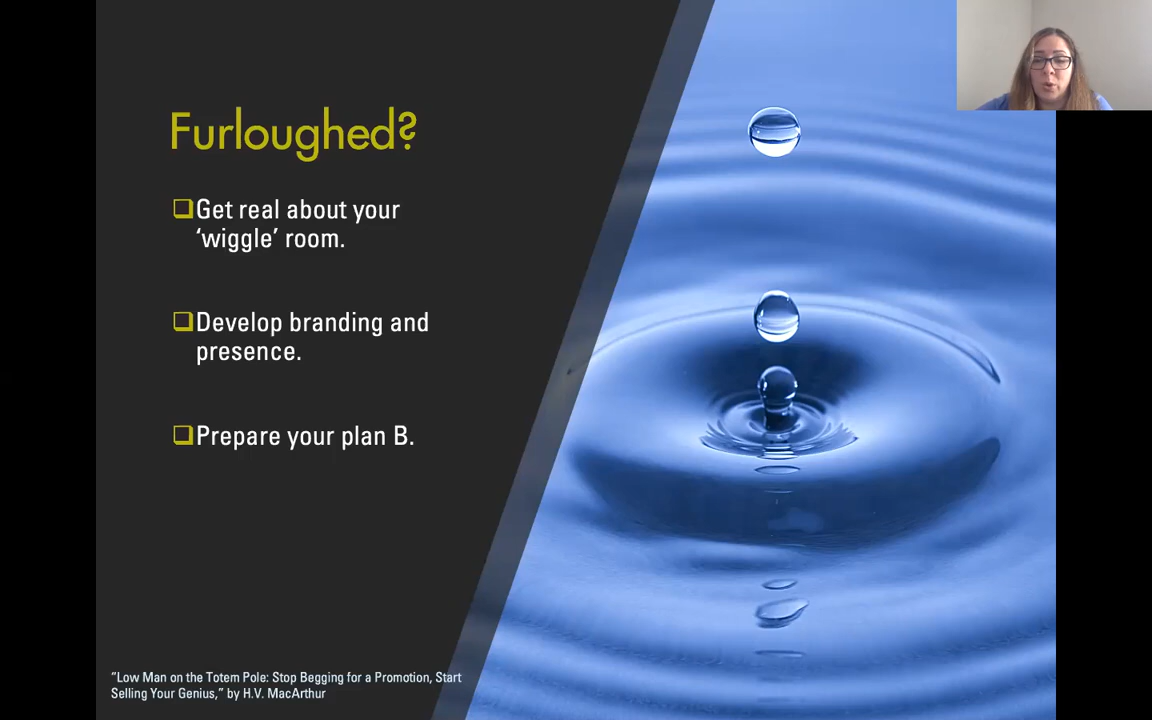 Furloughed?
Get real about your
‘wiggle’ room.
Develop branding and
presence.
Prepare your plan B.
“Low Man on the Totem Pole: Stop Begging for a Promotion, Start
Selling Your Genius,” by H.V. MacArthur